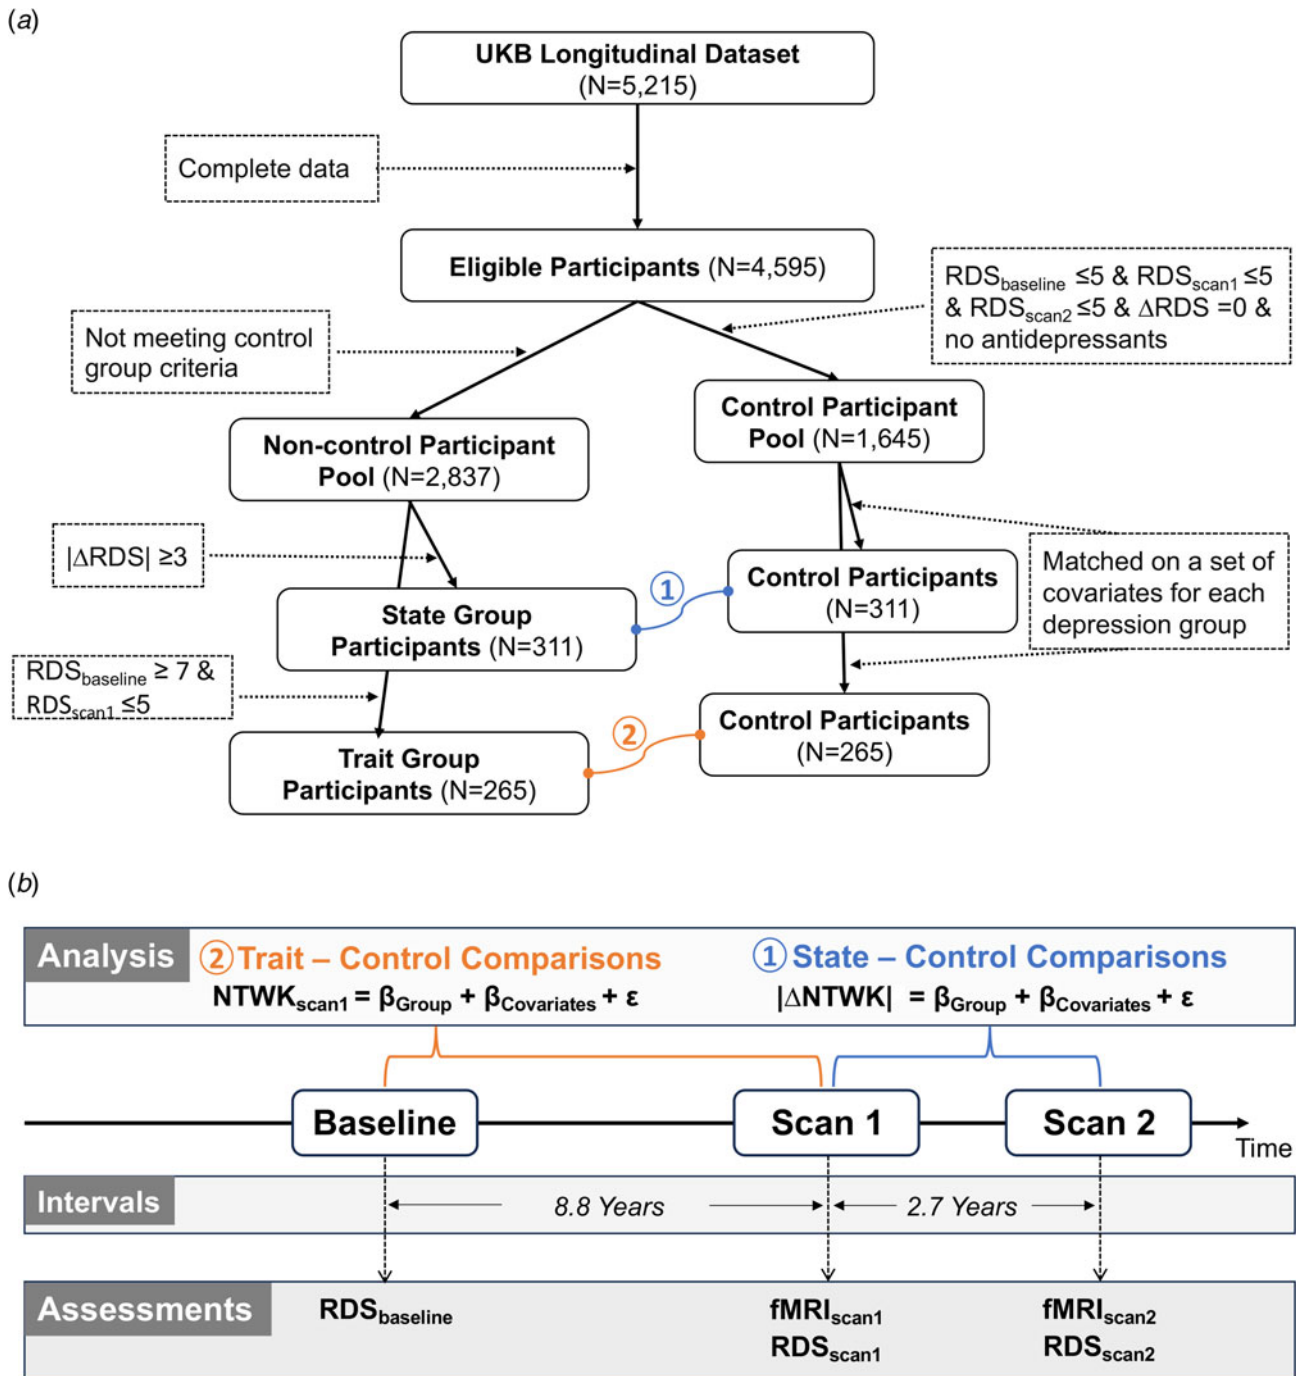 (a)
UKB Longitudinal Dataset
(N=5,215)
Complete data
Eligible Participants (N=4,595)
RDSbaseline ≤5 & RDSscan1 ≤5
& RDSscan2 ≤5 & ΔRDS =0 &
no antidepressants
Not meeting control
group criteria
Control Participant
Pool (N=1,645)
Non-control Participant
Pool (N=2,837)
|ΔRDS| ≥3
State Group
Participants (N=311)
①
Control Participants
(N=311)
Matched on a set of
covariates for each
depression group
RDSbaseline ≥ 7 &
RDSscan1 ≤5
Trait Group
Participants (N=265)
②
Control Participants
(N=265)
(b)
Analysis
② Trait – Control Comparisons
NTWKscan1 = βGroup + βCovariates + ε
① State – Control Comparisons
|ΔNTWK| = βGroup + βCovariates + ε
Baseline
Scan 1
Scan 2
Time
Intervals
8.8 Years
2.7 Years
Assessments
RDSbaseline
fMRIscan1
RDSscan1
fMRIscan2
RDSscan2